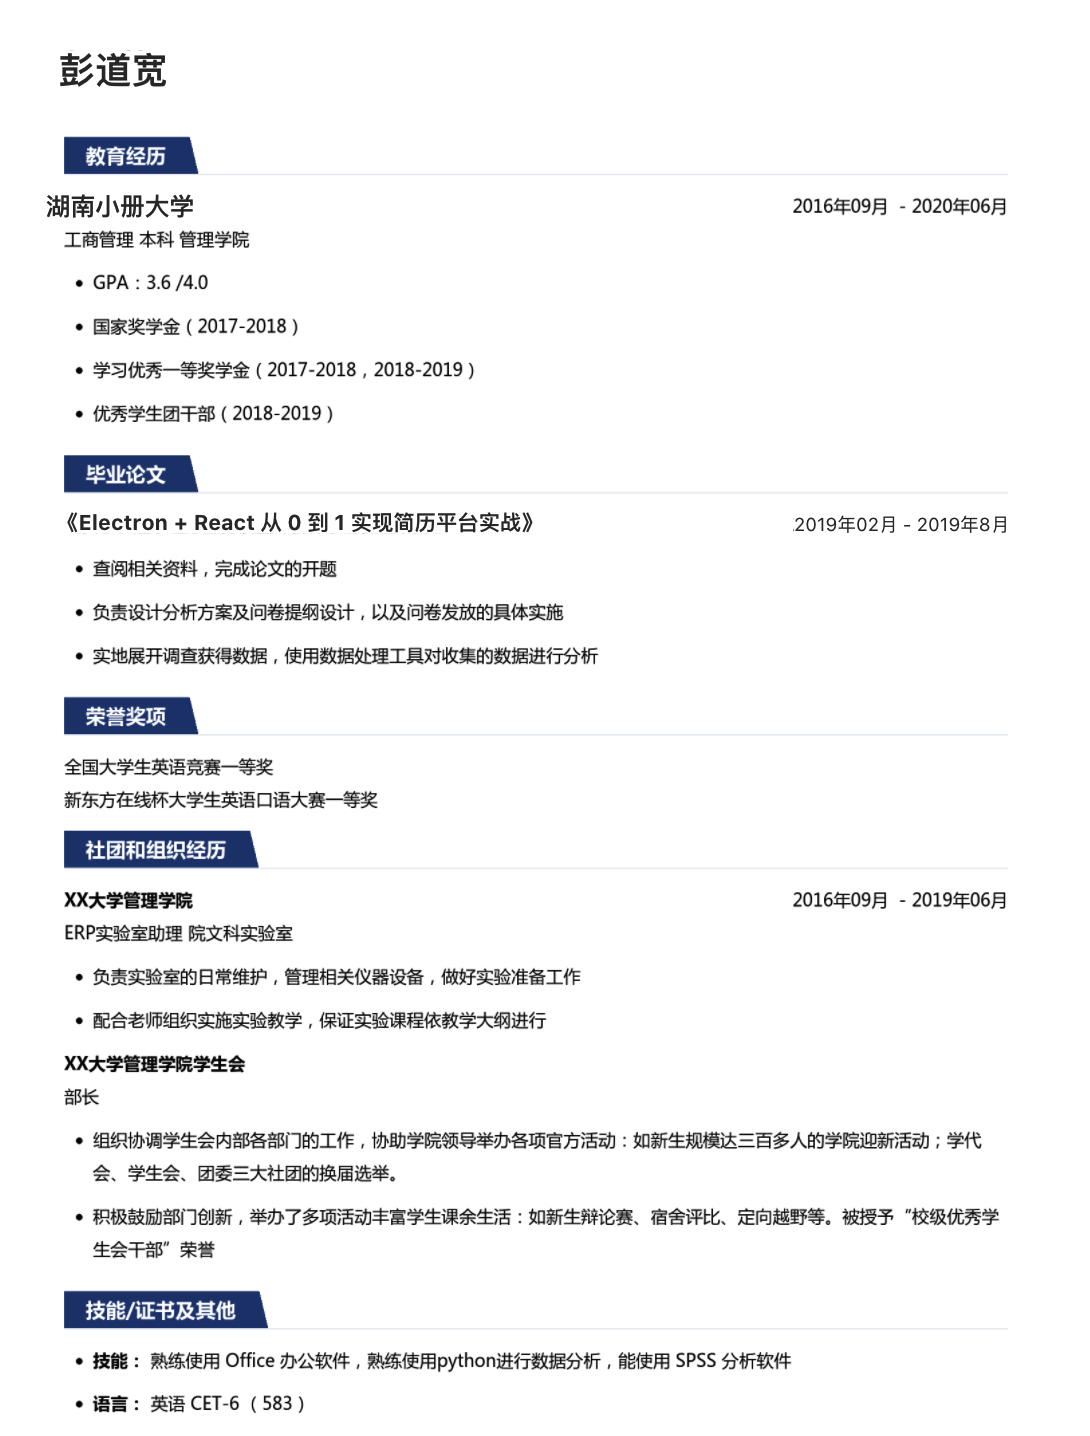 彭道宽
教育经历
湖南小册大学 2016年09月 - 2020年06月
工商管理 本科 管理学院
• GPA：3.6 /4.0
• 国家奖学金（2017-2018）
• 学习优秀一等奖学金（2017-2018，2018-2019）
• 优秀学生团干部（2018-2019）
毕业论文
《Electron + React 从 0 到 1 实现简历平台实战》 2019年02月 - 2019年8月
• 查阅相关资料，完成论文的开题
• 负责设计分析方案及问卷提纲设计，以及问卷发放的具体实施
• 实地展开调查获得数据，使用数据处理工具对收集的数据进行分析
荣誉奖项
全国大学生英语竞赛一等奖
新东方在线杯大学生英语口语大赛一等奖
社团和组织经历
XX大学管理学院 2016年09月 - 2019年06月
ERP实验室助理 院文科实验室
• 负责实验室的日常维护，管理相关仪器设备，做好实验准备工作
• 配合老师组织实施实验教学，保证实验课程依教学大纲进行
XX大学管理学院学生会
部长
• 组织协调学生会内部各部门的工作，协助学院领导举办各项官方活动：如新生规模达三百多人的学院迎新活动；学代
会、学生会、团委三大社团的换届选举。
• 积极鼓励部门创新，举办了多项活动丰富学生课余生活：如新生辩论赛、宿舍评比、定向越野等。被授予“校级优秀学
生会干部”荣誉
技能/证书及其他
• 技能： 熟练使用 Office 办公软件，熟练使用python进行数据分析，能使用 SPSS 分析软件
• 语言： 英语 CET-6 （583）